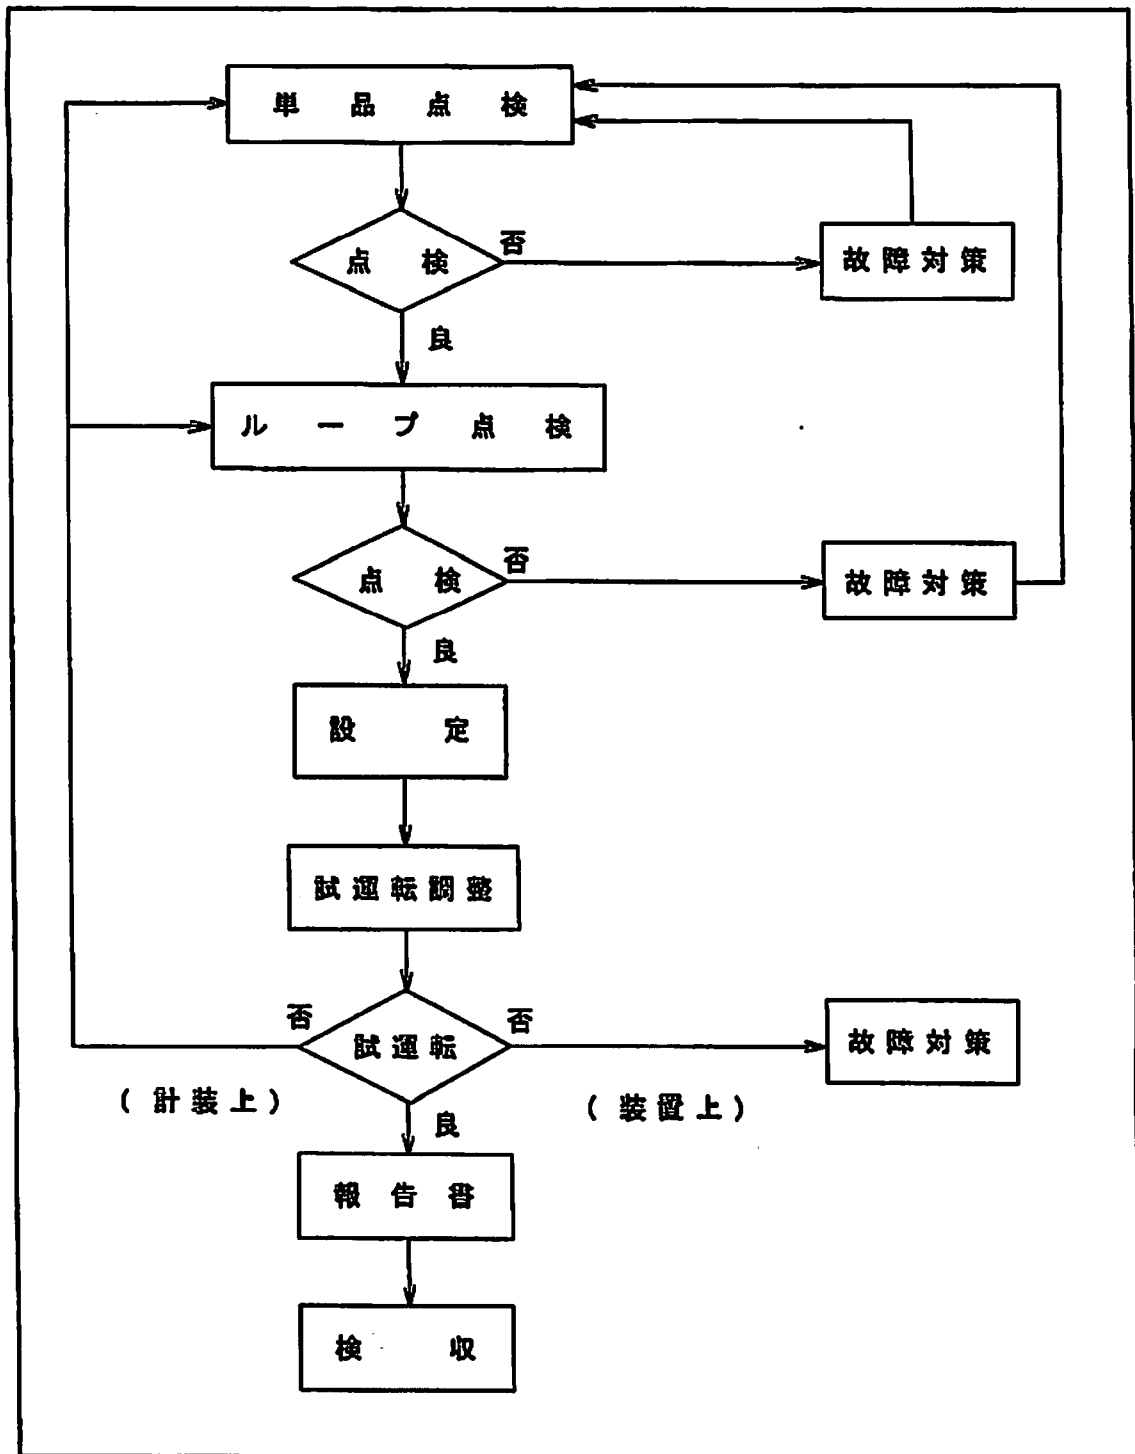 単品点検
点検
否
故障対策
良
ループ点検
点検
否
故障対策
良
設定
試運転調整
否
試運転
否
故障対策
(計装上)
(装置上)
良
報告書
検収